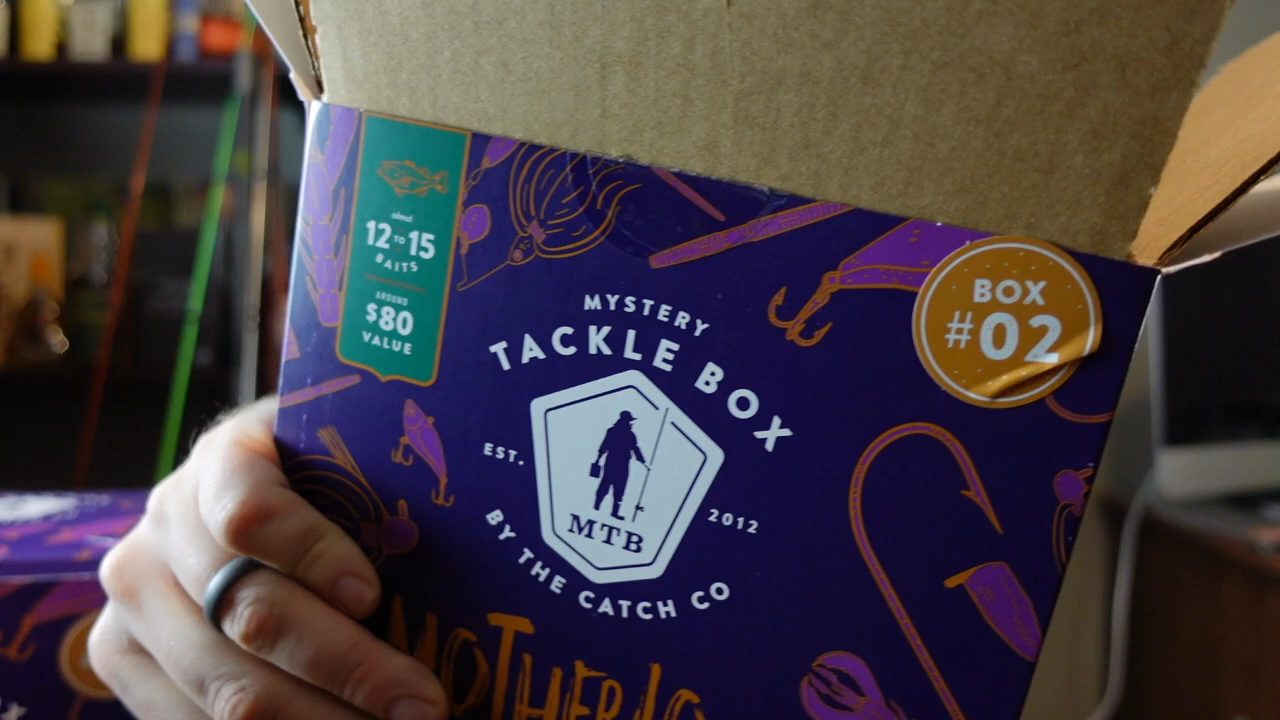 about
12 TO 15
BAITS
AROUND
$80
VALUE
MYSTERY
TACKLE BOX
EST.
2012
MTB
BY THE CATCH CO
BOX
#02